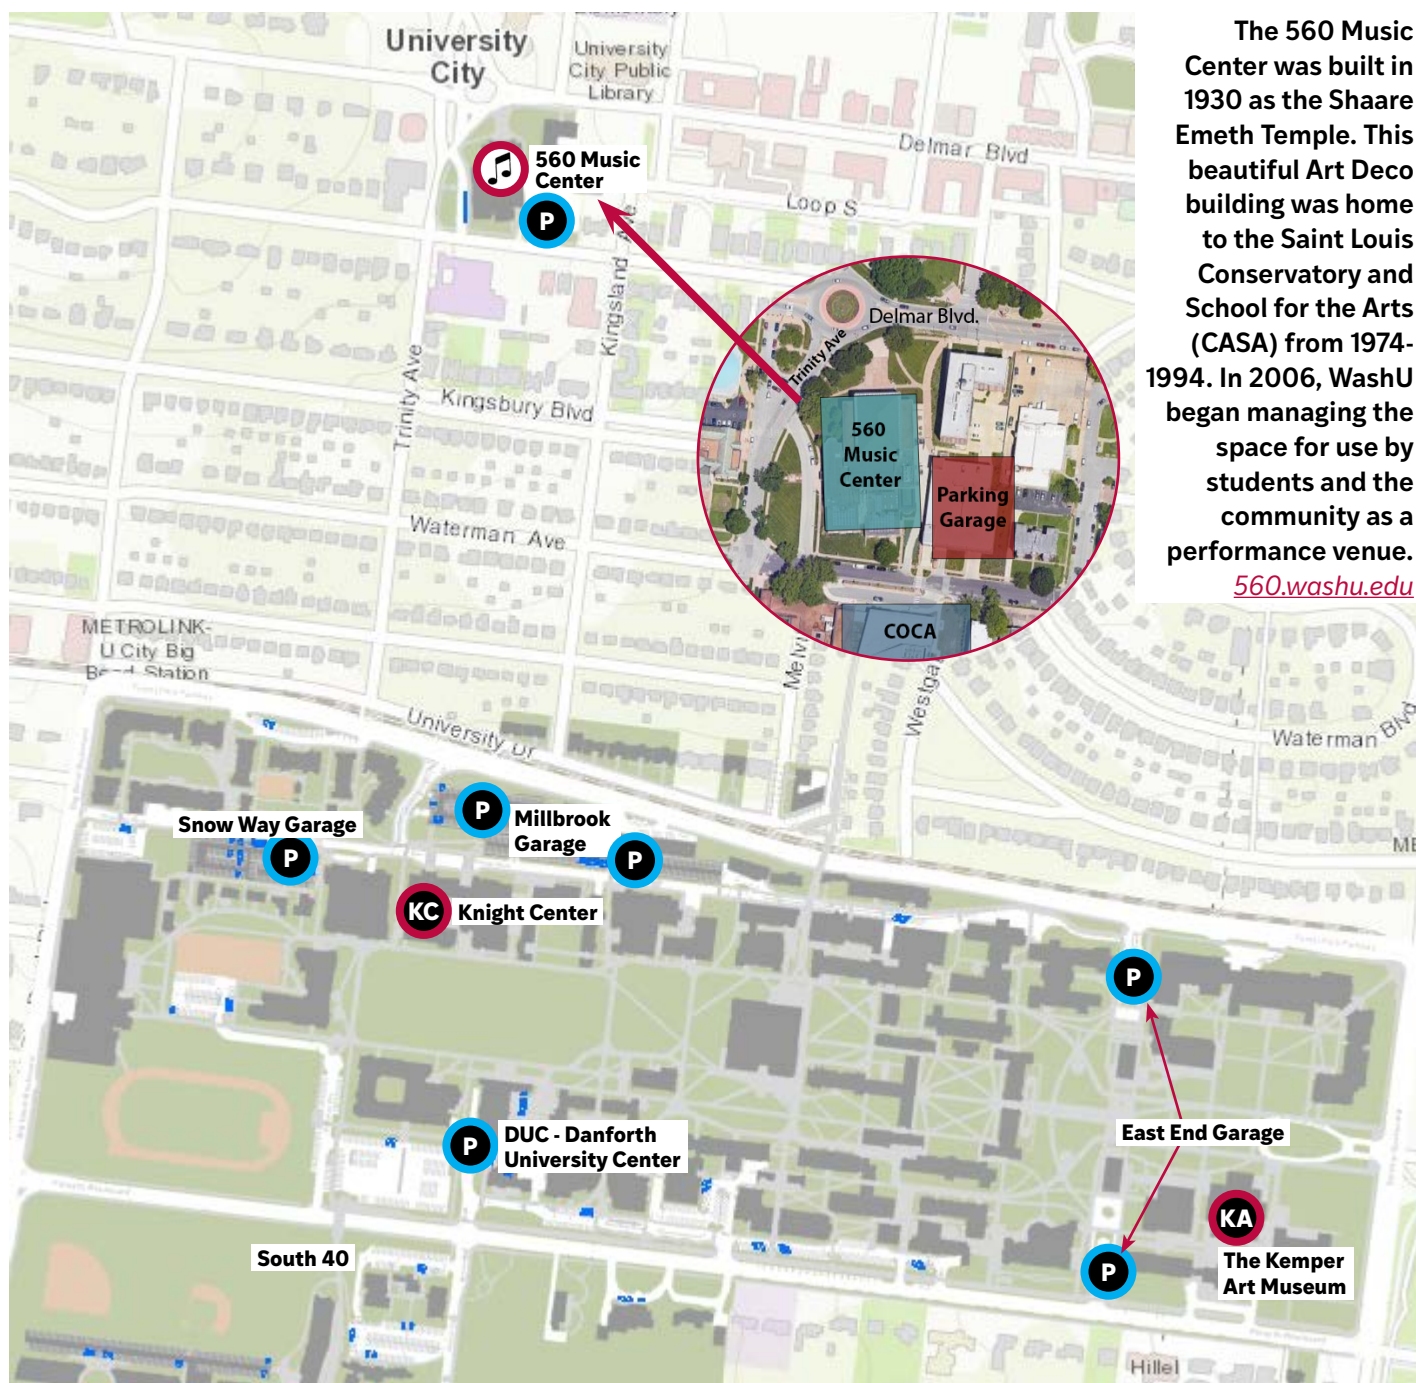 University
City
University
City Public
Library
Delmar Blvd
Loop S
560 Music
Center
P
Kingsland Ave
Trinity Ave
Kingsbury Blvd
Waterman Ave
The 560 Music
Center was built in
1930 as the Shaare
Emeth Temple. This
beautiful Art Deco
building was home
to the Saint Louis
Conservatory and
School for the Arts
(CASA) from 1974-
1994. In 2006, WashU
began managing the
space for use by
students and the
community as a
performance venue.
560.washu.edu
Delmar Blvd.
Trinity Ave
560
Music
Center
Parking
Garage
COCA
Melvi
Westga
METROLINK-
U City Big
Bend Station
University Dr
Waterman Blvd
ME
Snow Way Garage
P
P
Millbrook
Garage
P
KC
Knight Center
P
East End Garage
P
DUC - Danforth
University Center
P
KA
The Kemper
Art Museum
South 40
Hillel